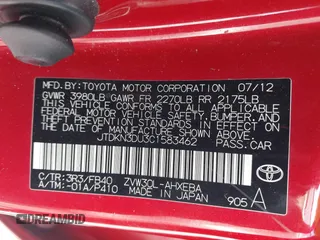 MFD BY: TOYOTA MOTOR CORPORATION 07/12
GVWR 3980LB GAWR FR 2270LB RR 2175LB
THIS VEHICLE CONFORMS TO ALL APPLICABLE
FEDERAL MOTOR VEHICLE SAFETY, BUMPER, AND
THEFT PREVENTION STANDARDS IN EFFECT ON
THE DATE OF MANUFACTURE SHOWN ABOVE.
JTDKN3DU3C1583462
PASS. CAR
C/TR:3R3/FB40 ZVW30L-AHXEBA
A/TM:-01A/P410 MADE IN JAPAN
905 A
TOYOTA
DREAMBID